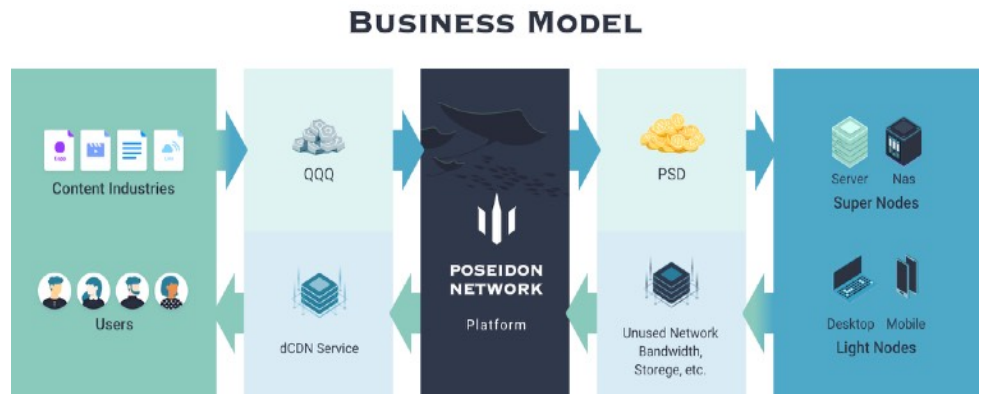 BUSINESS MODEL
Content Industries
Users
QQQ
dCDN Service
POSEIDON
NETWORK
Platform
PSD
Unused Network
Bandwidth,
Storege, etc.
Server Nas
Super Nodes
Desktop Mobile
Light Nodes